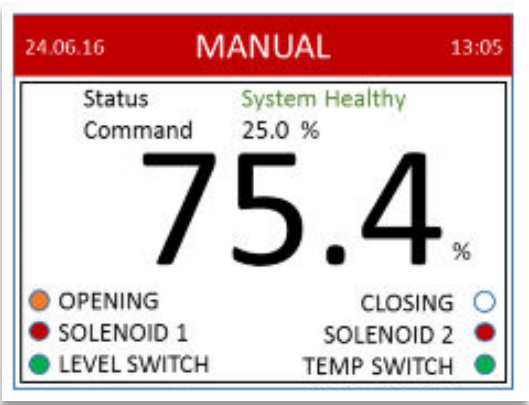 24.06.16 MANUAL 13:05
Status System Healthy
Command 25.0 %
75.4 %
OPENING CLOSING
SOLENOID 1 SOLENOID 2
LEVEL SWITCH TEMP SWITCH